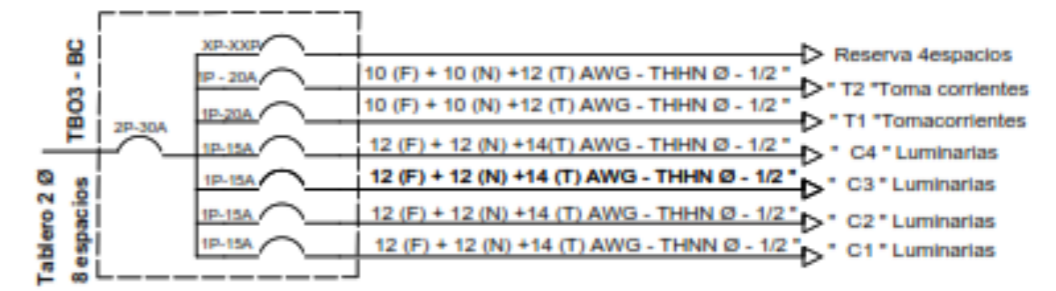 TBO3 - BC
Tablero 2 Ø
8 espacios
2P-30A
XP-XXP Reserva 4espacios
1P - 20A 10 (F) + 10 (N) +12 (T) AWG - THHN Ø - 1/2 " " T2 "Toma corrientes
1P-20A 10 (F) + 10 (N) +12 (T) AWG - THHN Ø - 1/2 " " T1 "Tomacorrientes
1P-15A 12 (F) + 12 (N) +14(T) AWG - THHN Ø - 1/2 " " C4 " Luminarias
1P-15A 12 (F) + 12 (N) +14 (T) AWG - THHN Ø - 1/2 " " C3 " Luminarias
1P-15A 12 (F) + 12 (N) +14 (T) AWG - THHN Ø - 1/2 " " C2 " Luminarias
1P-15A 12 (F) + 12 (N) +14 (T) AWG - THNN Ø - 1/2 " " C1 " Luminarias